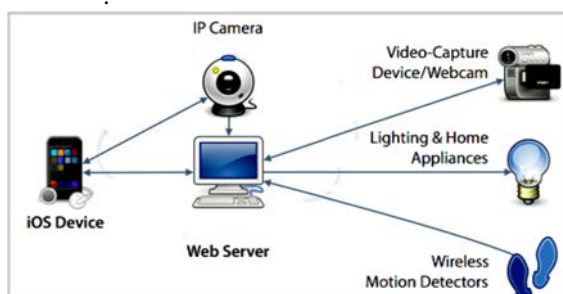 IP Camera
Video-Capture
Device/Webcam
Lighting & Home
Appliances
iOS Device
Web Server
Wireless
Motion Detectors